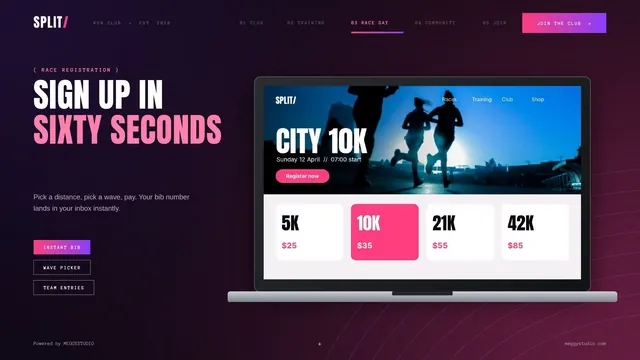 SPLIT/
RUN CLUB • EST 2018
01 CLUB
02 TRAINING
03 RACE DAY
04 COMMUNITY
05 JOIN
JOIN THE CLUB
( RACE REGISTRATION )
SIGN UP IN
SIXTY SECONDS
Pick a distance, pick a wave, pay. Your bib number
lands in your inbox instantly.
INSTANT BIB
WAVE PICKER
TEAM ENTRIES
SPLIT/
Races
Training
Club
Shop
CITY 10K
Sunday 12 April // 07:00 start
Register now
5K
$25
10K
$35
21K
$55
42K
$85
Powered by MEGGYSTUDIO
meggystudio.com